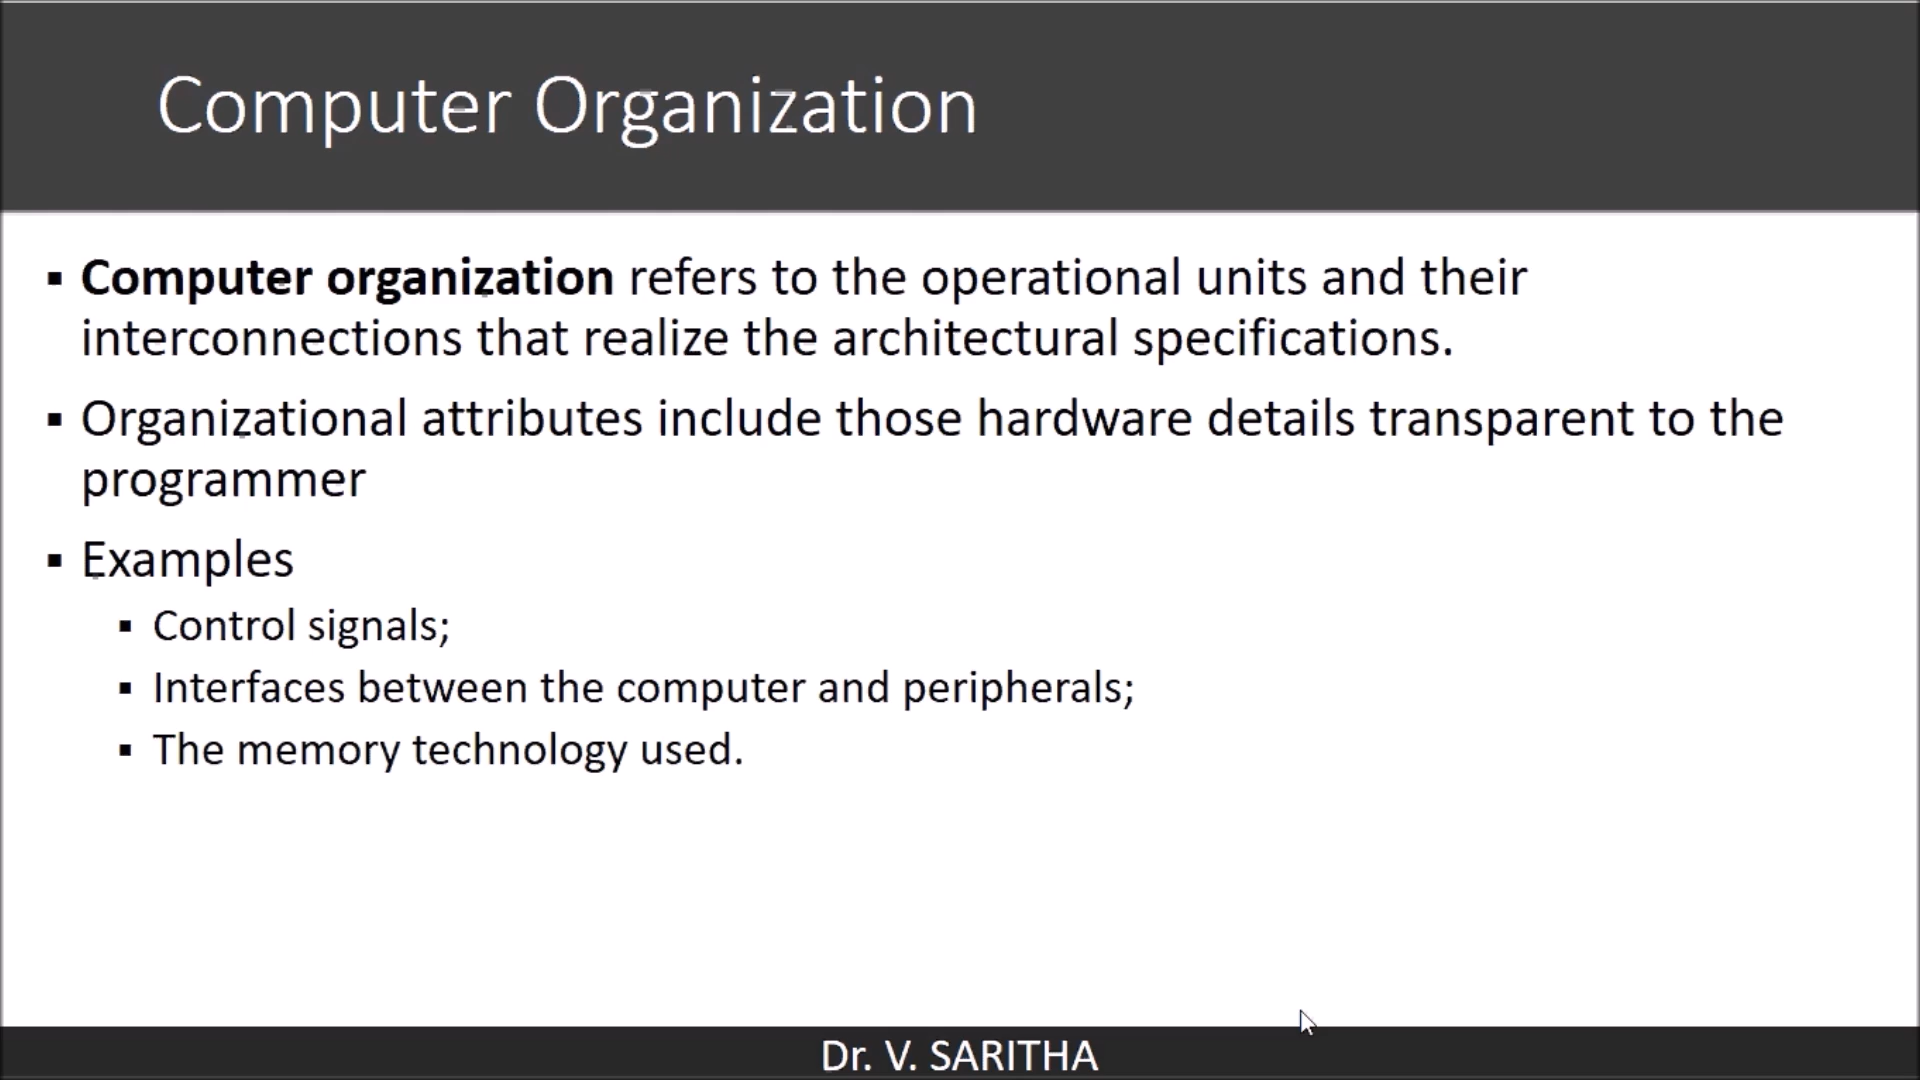 Computer Organization
▪ Computer organization refers to the operational units and their
interconnections that realize the architectural specifications.
▪ Organizational attributes include those hardware details transparent to the
programmer
▪ Examples
▪ Control signals;
▪ Interfaces between the computer and peripherals;
▪ The memory technology used.
Dr. V. SARITHA